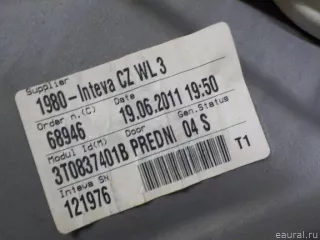 Supplier
1980-Inteva CZ WL 3
Order n.(C) Date
68946 19.06.2011 19:50
Modul Id(M) Door Gen.Status
3T0837401B PREDNI 04 S
Inteva SN
121976 T1
eaural.ru